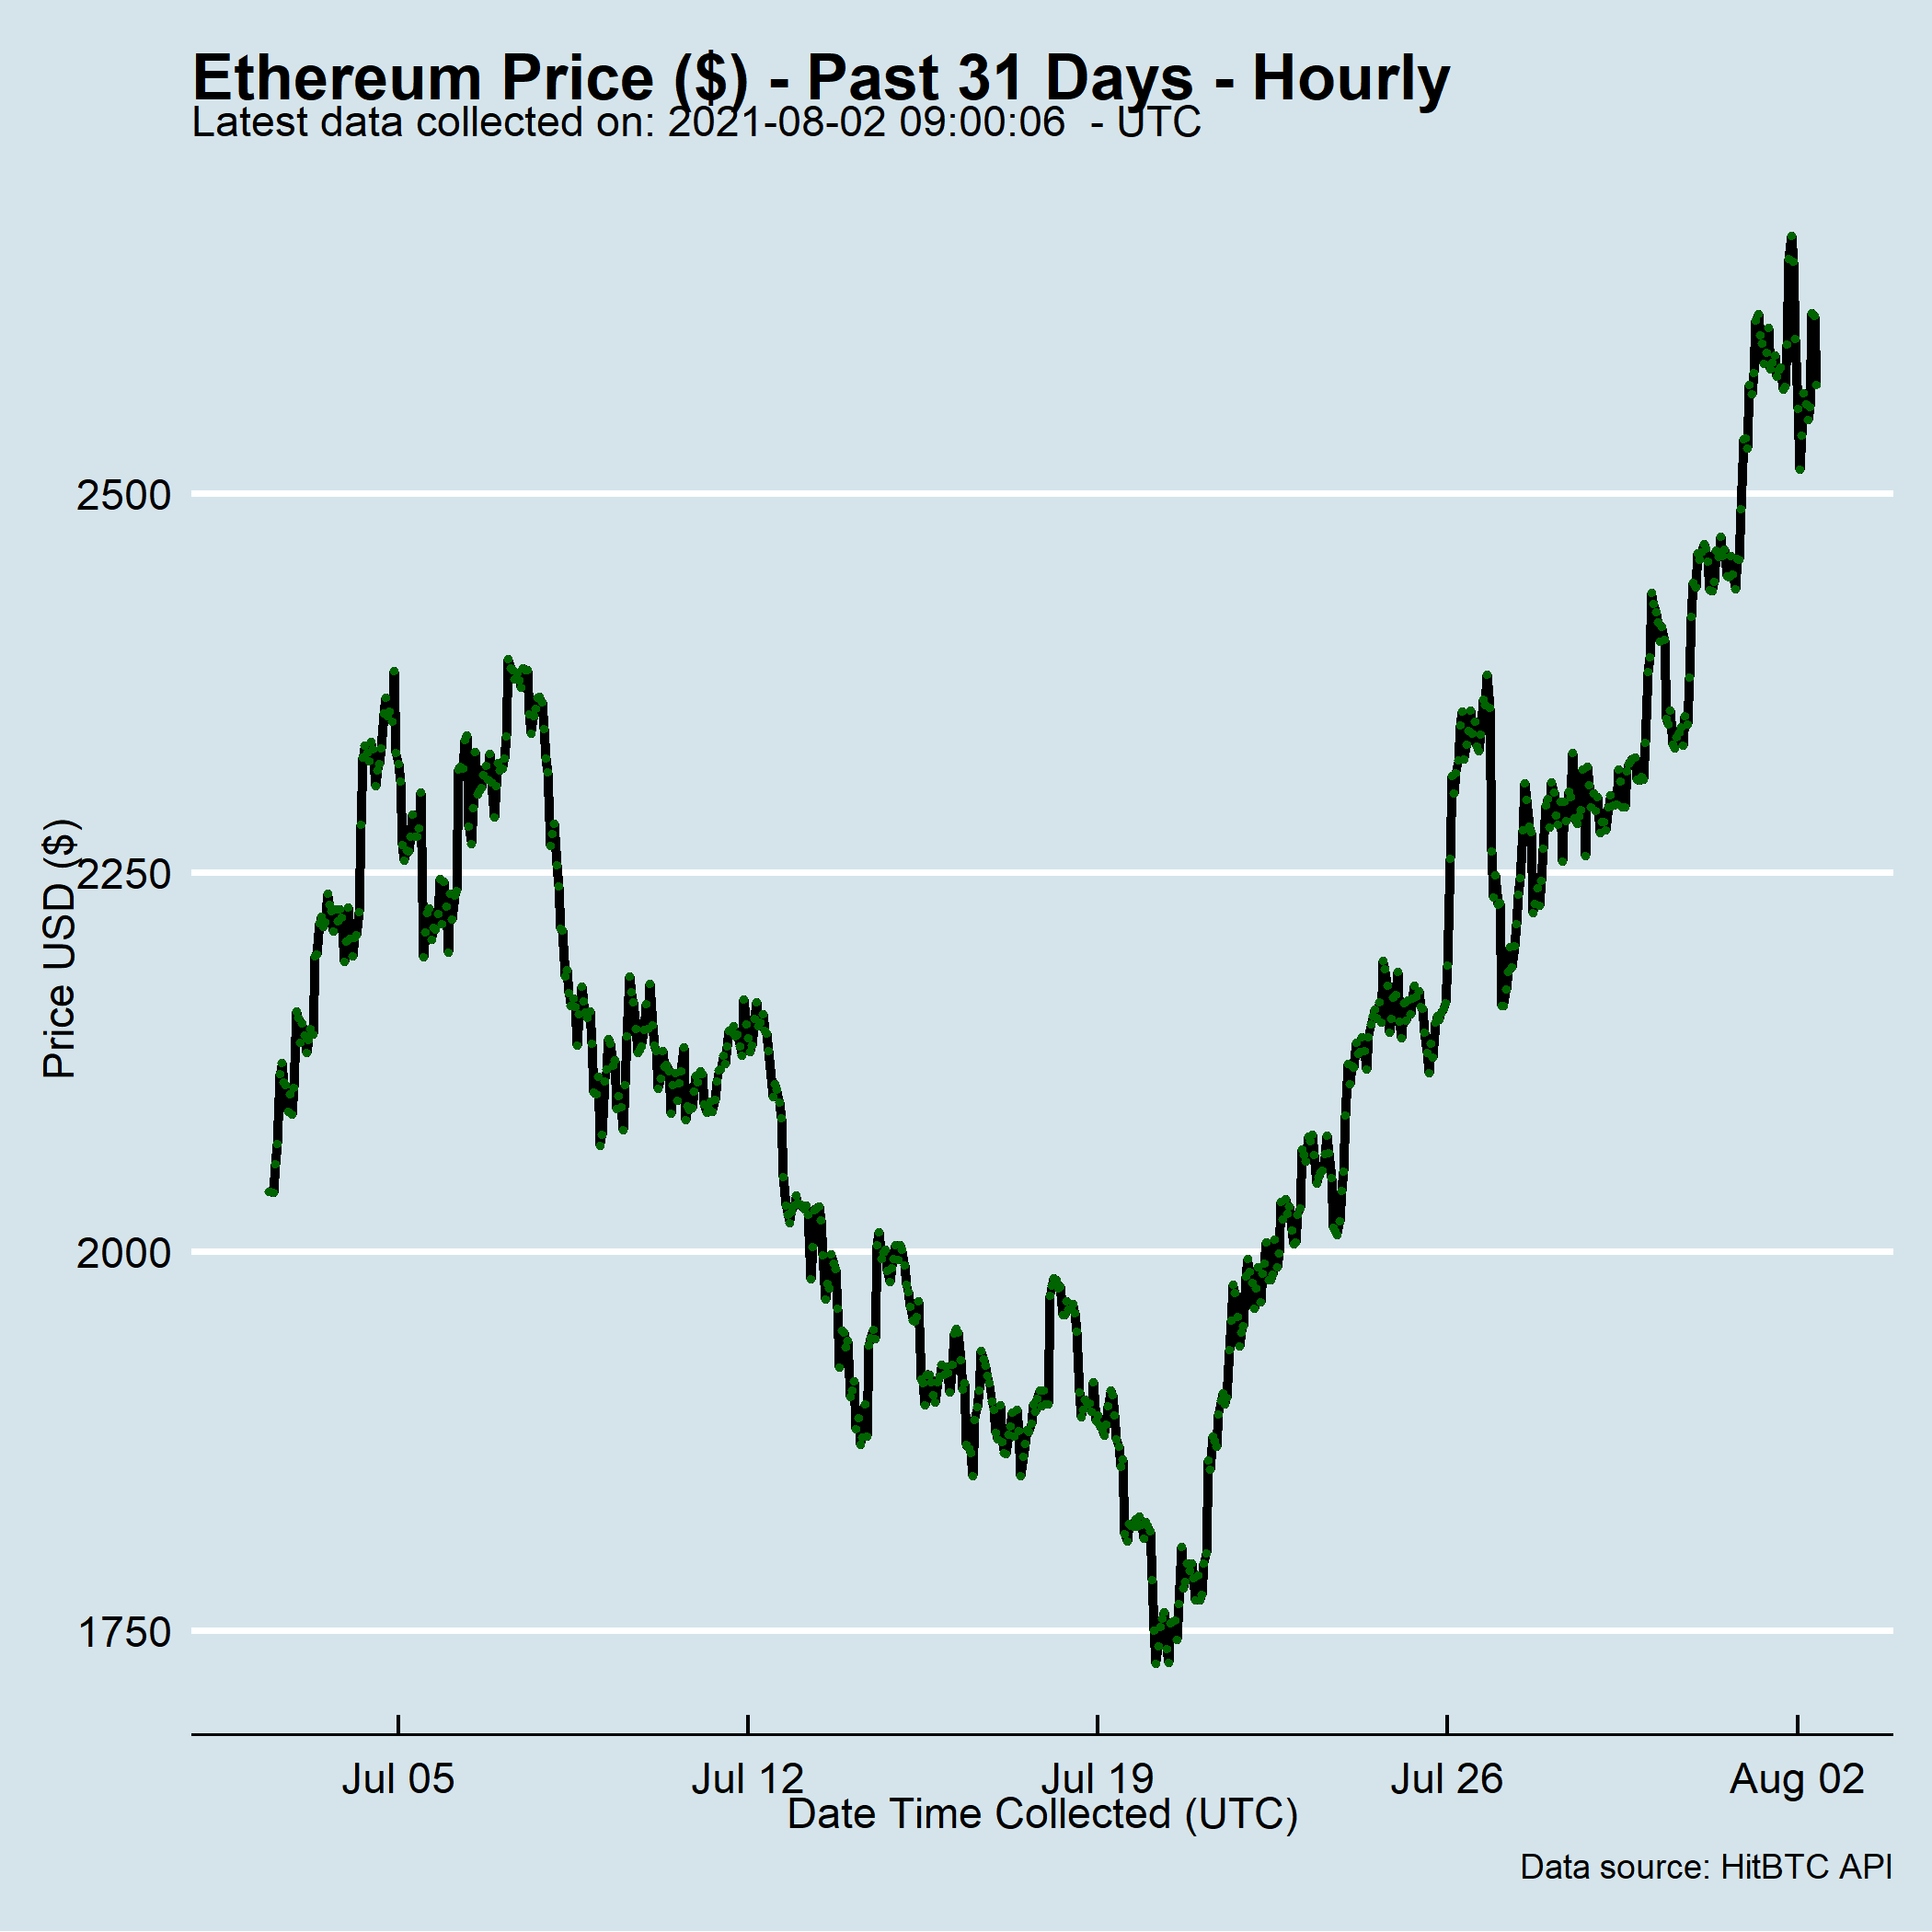 Ethereum Price ($) - Past 31 Days - Hourly
Latest data collected on: 2021-08-02 09:00:06  - UTC
Price USD ($)
2500
2250
2000
1750
Jul 05
Jul 12
Jul 19
Jul 26
Aug 02
Date Time Collected (UTC)
Data source: HitBTC API